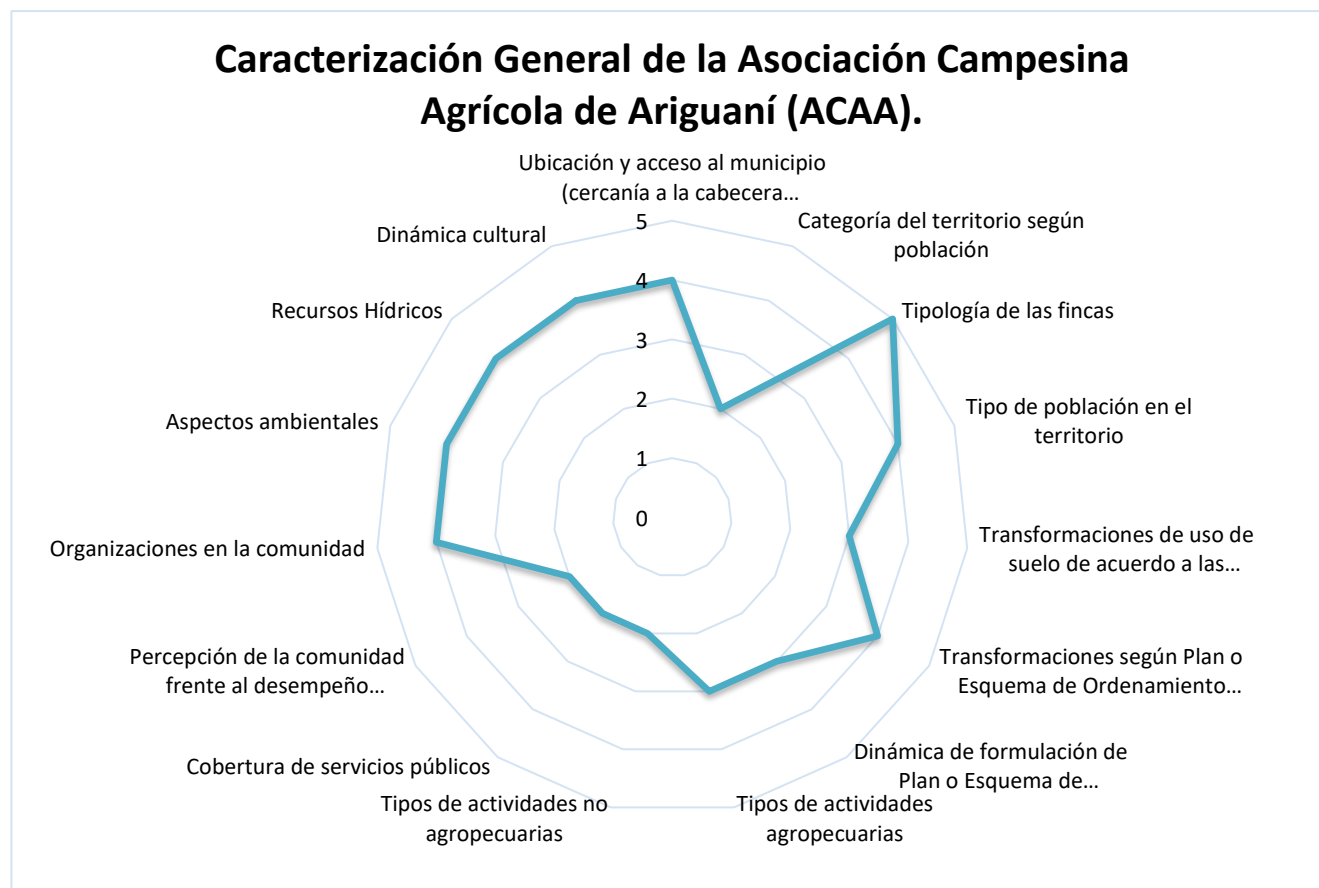 Caracterización General de la Asociación Campesina
Agrícola de Ariguaní (ACAA).
Ubicación y acceso al municipio
(cercanía a la cabecera...
Categoría del territorio según
población
Tipología de las fincas
Tipo de población en el
territorio
Transformaciones de uso de
suelo de acuerdo a las...
Transformaciones según Plan o
Esquema de Ordenamiento...
Dinámica de formulación de
Plan o Esquema de...
Tipos de actividades
agropecuarias
Tipos de actividades no
agropecuarias
Cobertura de servicios públicos
Percepción de la comunidad
frente al desempeño...
Organizaciones en la comunidad
Aspectos ambientales
Recursos Hídricos
Dinámica cultural
5
4
3
2
1
0